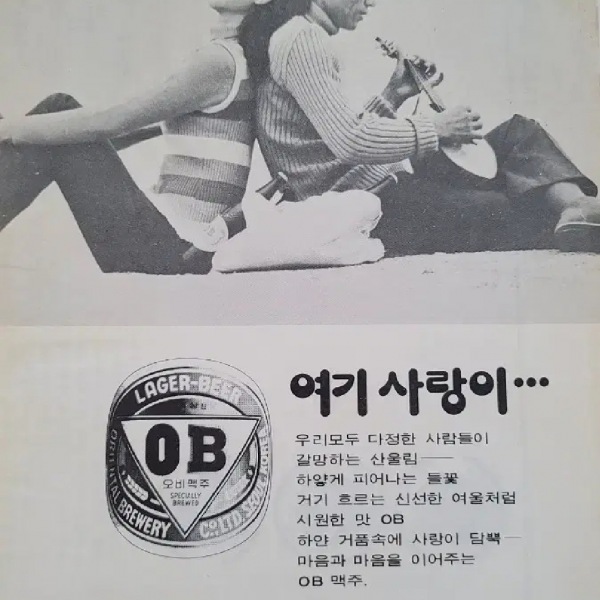 여기 사랑이…
우리모두 다정한 사람들이
갈망하는 산울림──
하얗게 피어나는 들꽃
거기 흐르는 신선한 여울처럼
시원한 맛 OB
하얀 거품속에 사랑이 담뿍─
마음과 마음을 이어주는
OB 맥주.
LAGER-BEER
OB
오비맥주
SPECIALLY
BREWED
ORIENTAL BREWERY CO. LTD. SEOUL